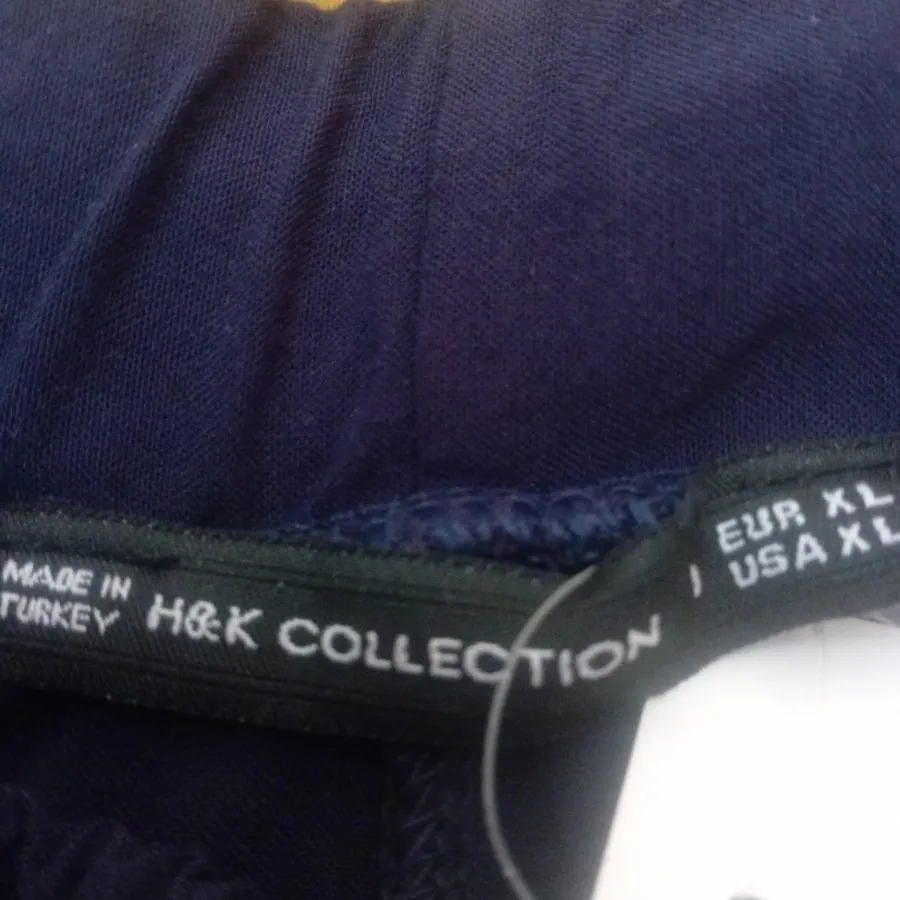 MADE IN
TURKEY
H&K COLLECTION
EUR XL
USA XL